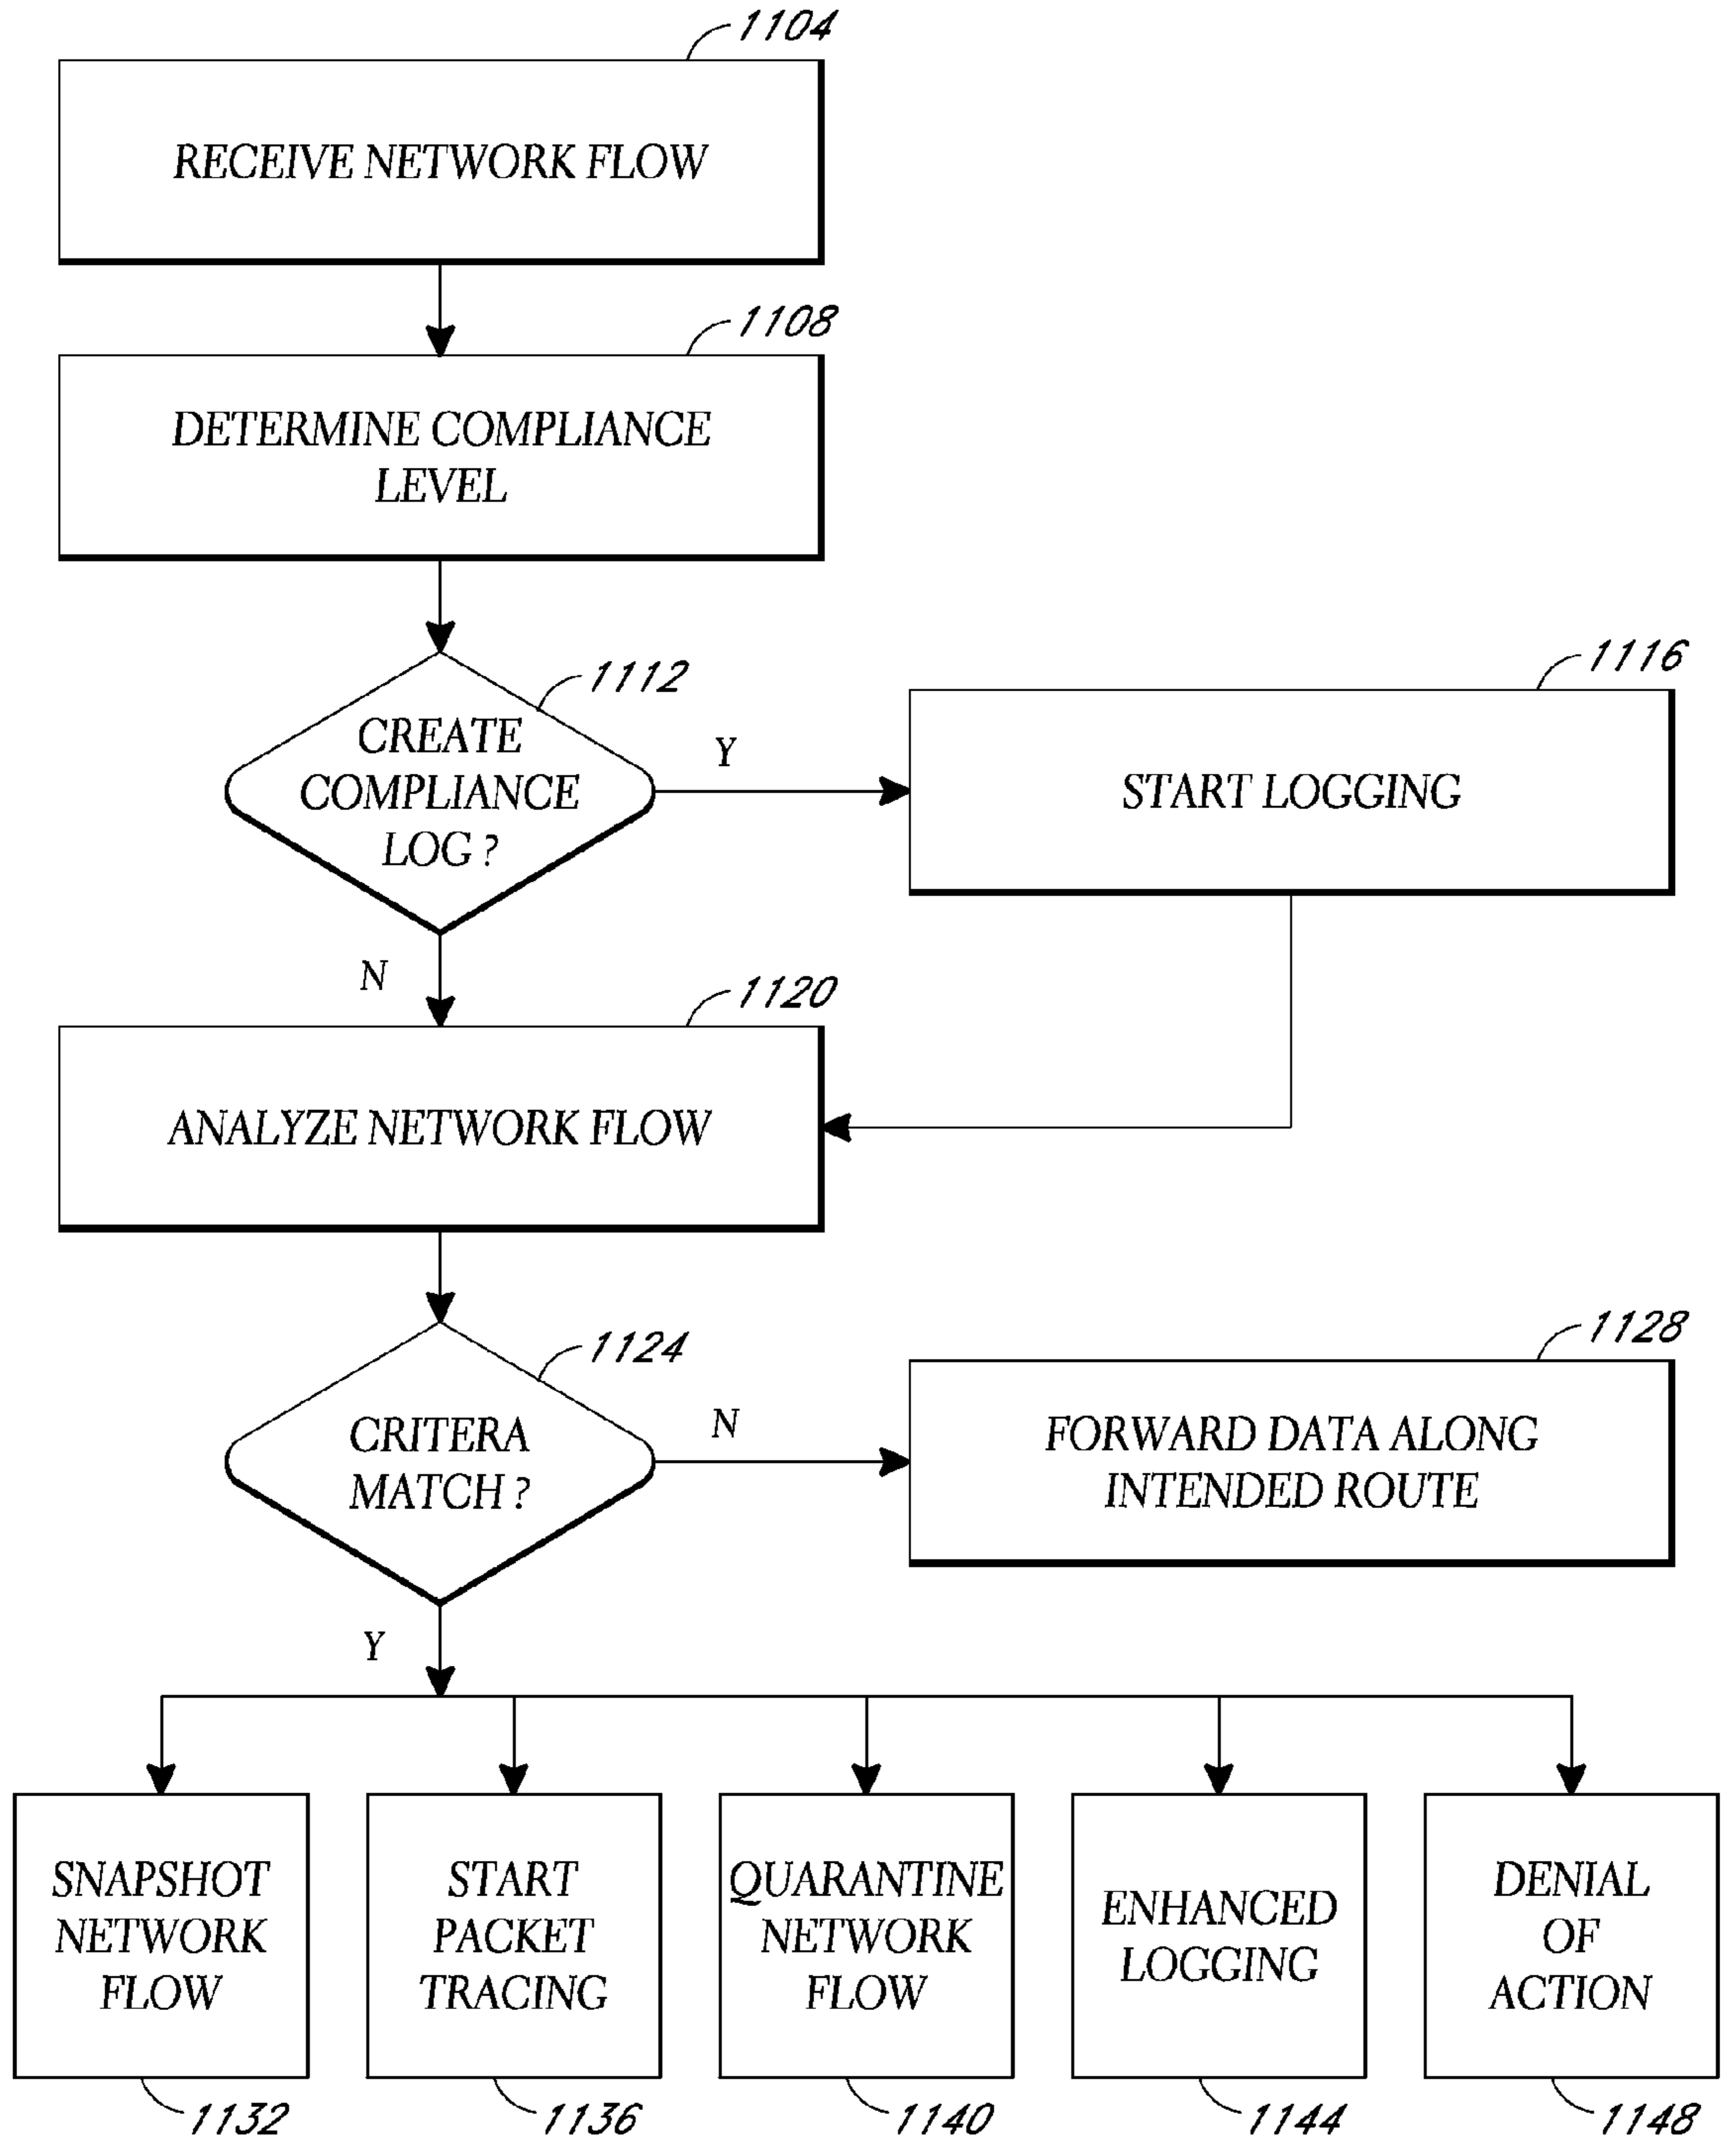 1104
RECEIVE NETWORK FLOW
1108
DETERMINE COMPLIANCE
LEVEL
1112
CREATE
COMPLIANCE
LOG ?
Y
1116
START LOGGING
N
1120
ANALYZE NETWORK FLOW
1124
CRITERA
MATCH ?
N
1128
FORWARD DATA ALONG
INTENDED ROUTE
Y
SNAPSHOT
NETWORK
FLOW
1132
START
PACKET
TRACING
1136
QUARANTINE
NETWORK
FLOW
1140
ENHANCED
LOGGING
1144
DENIAL
OF
ACTION
1148